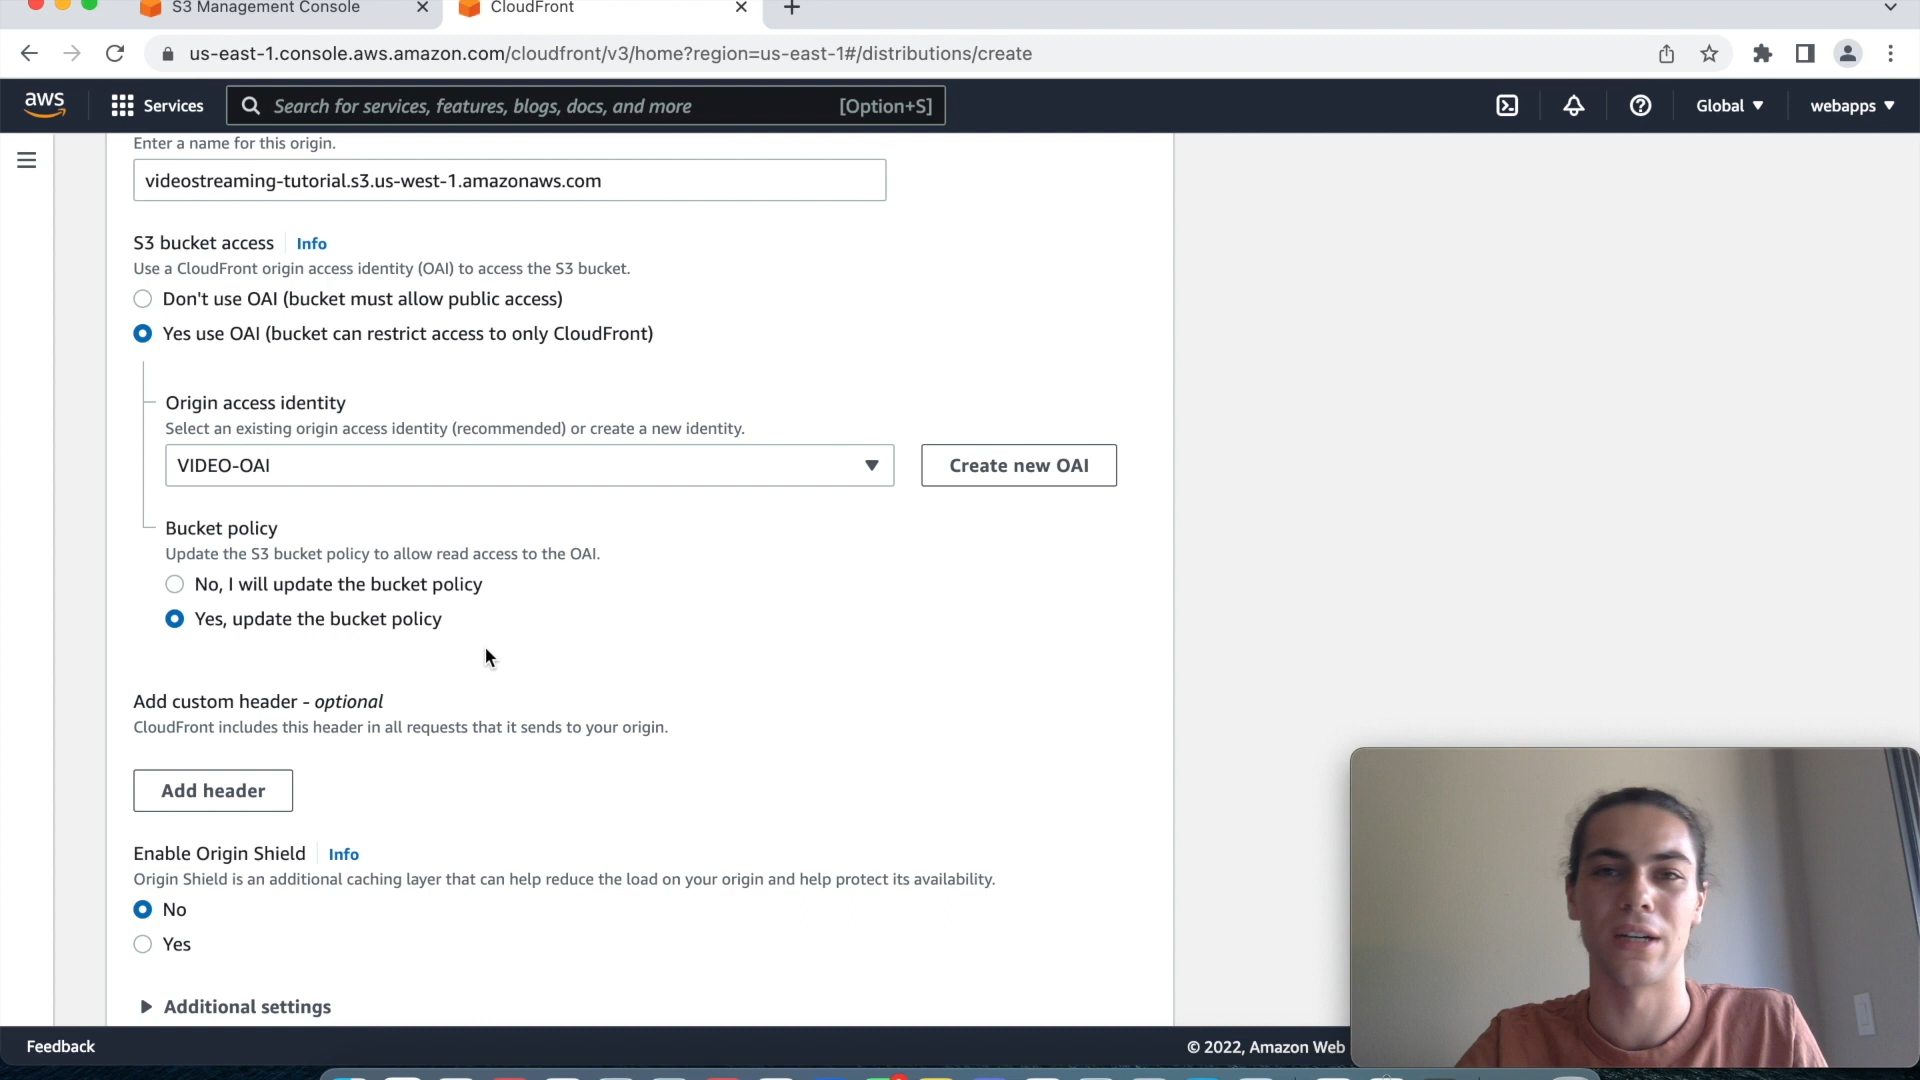 S3 Management Console
CloudFront
us-east-1.console.aws.amazon.com/cloudfront/v3/home?region=us-east-1#/distributions/create
aws
Services
Search for services, features, blogs, docs, and more
[Option+S]
Global
webapps
Enter a name for this origin.
videostreaming-tutorial.s3.us-west-1.amazonaws.com
S3 bucket access
Info
Use a CloudFront origin access identity (OAI) to access the S3 bucket.
Don't use OAI (bucket must allow public access)
Yes use OAI (bucket can restrict access to only CloudFront)
Origin access identity
Select an existing origin access identity (recommended) or create a new identity.
VIDEO-OAI
Create new OAI
Bucket policy
Update the S3 bucket policy to allow read access to the OAI.
No, I will update the bucket policy
Yes, update the bucket policy
Add custom header - optional
CloudFront includes this header in all requests that it sends to your origin.
Add header
Enable Origin Shield
Info
Origin Shield is an additional caching layer that can help reduce the load on your origin and help protect its availability.
No
Yes
Additional settings
Feedback
© 2022, Amazon Web